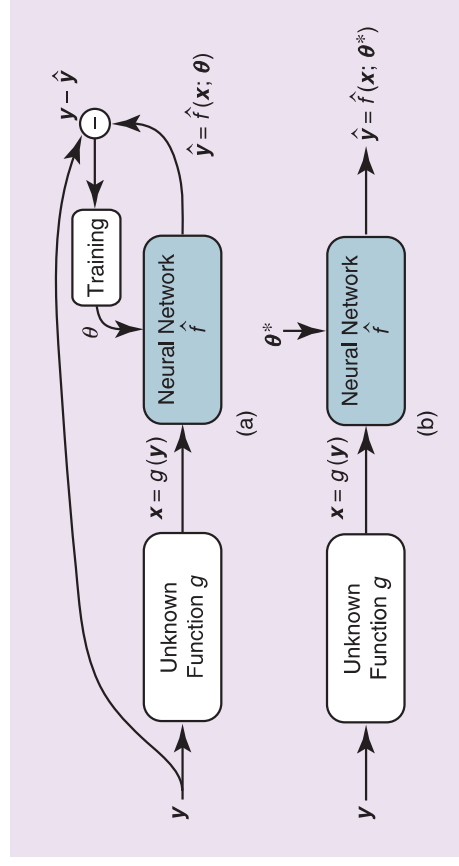 y
Unknown
Function g
x = g (y)
Neural Network
f̂
θ
Training
y – ŷ
−
ŷ = f̂ (x; θ)
(a)
y
Unknown
Function g
x = g (y)
θ*
Neural Network
f̂
ŷ = f̂ (x; θ*)
(b)